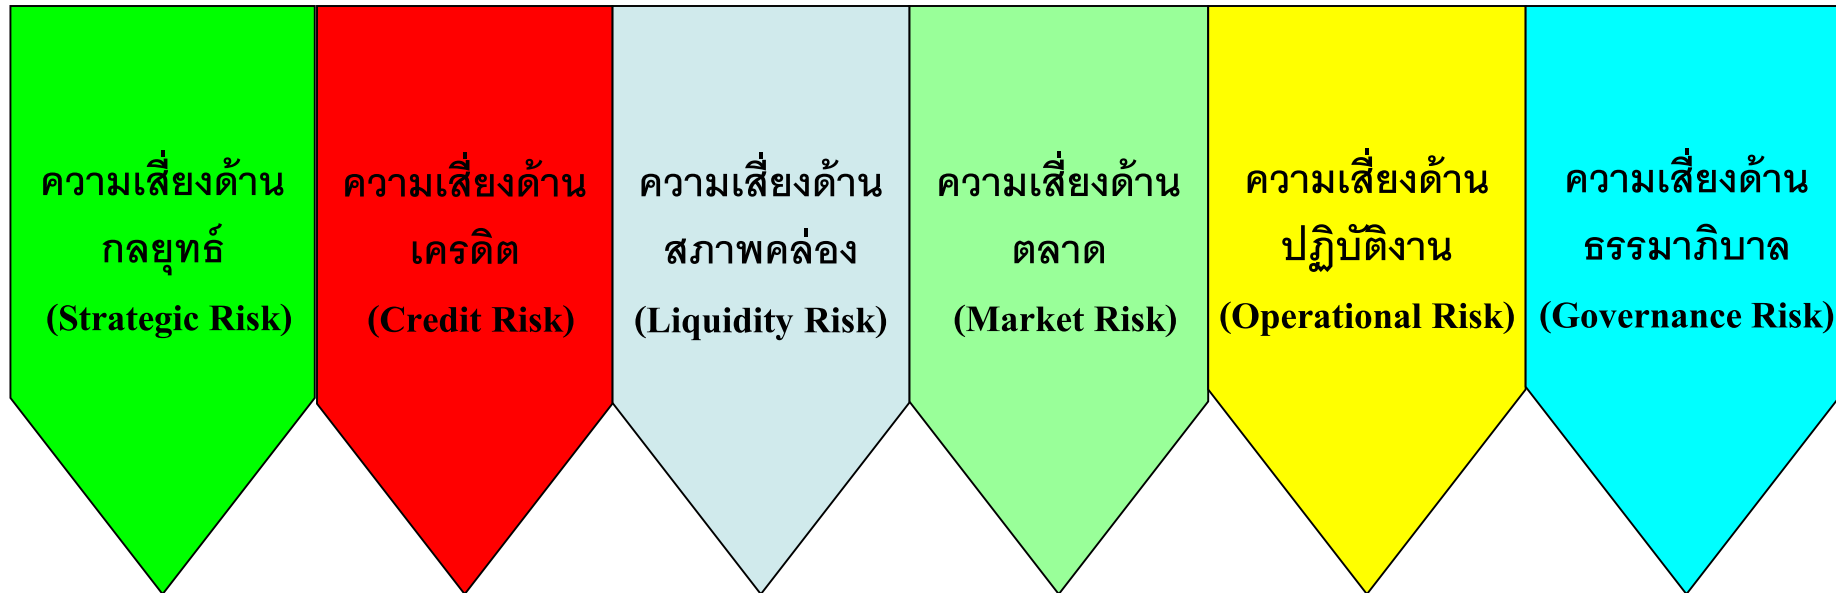 ความเสี่ยงด้าน
กลยุทธ์
(Strategic Risk)
ความเสี่ยงด้าน
เครดิต
(Credit Risk)
ความเสี่ยงด้าน
สภาพคล่อง
(Liquidity Risk)
ความเสี่ยงด้าน
ตลาด
(Market Risk)
ความเสี่ยงด้าน
ปฏิบัติงาน
(Operational Risk)
ความเสี่ยงด้าน
ธรรมาภิบาล
(Governance Risk)